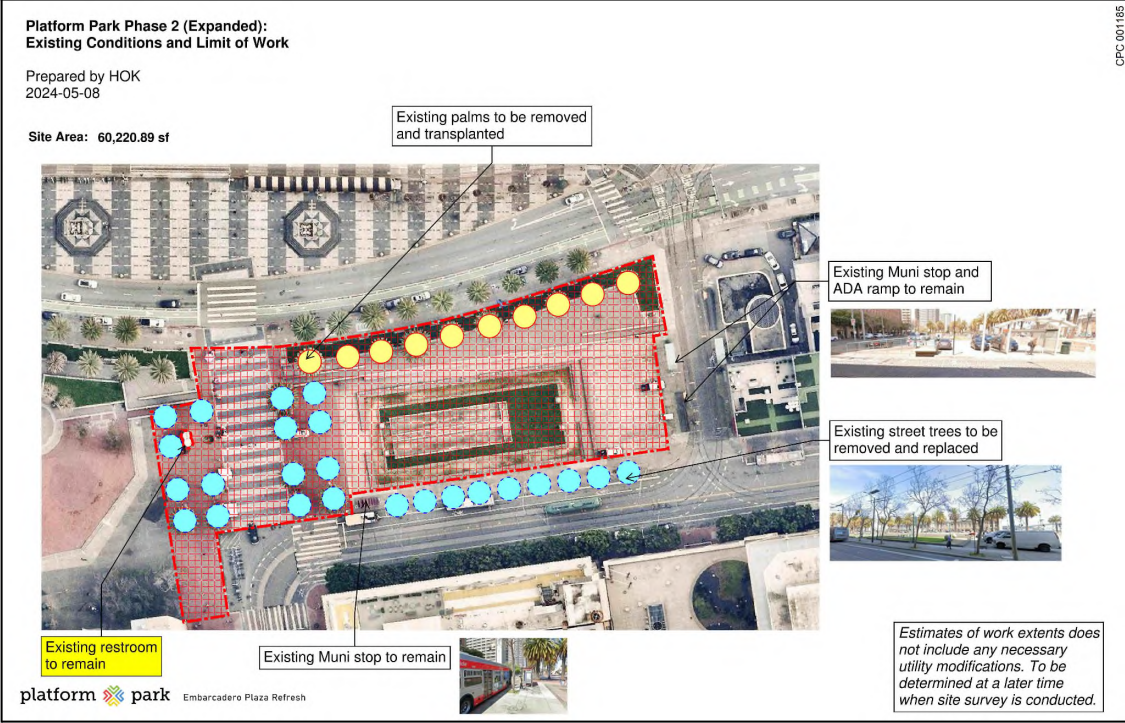 Platform Park Phase 2 (Expanded):
Existing Conditions and Limit of Work
CPC 001185
Prepared by HOK
2024-05-08
Site Area: 60,220.89 sf
Existing palms to be removed
and transplanted
Existing Muni stop and
ADA ramp to remain
Existing street trees to be
removed and replaced
Existing restroom
to remain
Existing Muni stop to remain
Estimates of work extents does
not include any necessary
utility modifications. To be
determined at a later time
when site survey is conducted.
platform park Embarcadero Plaza Refresh